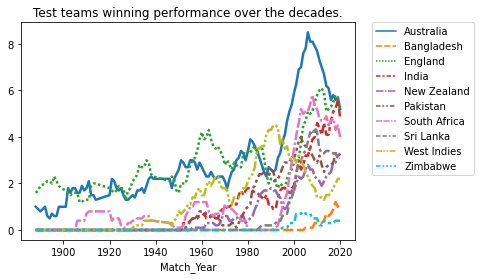 Test teams winning performance over the decades.
8
6
4
2
0
1900
1920
1940
1960
1980
2000
2020
Match_Year
Australia
Bangladesh
England
India
New Zealand
Pakistan
South Africa
Sri Lanka
West Indies
Zimbabwe